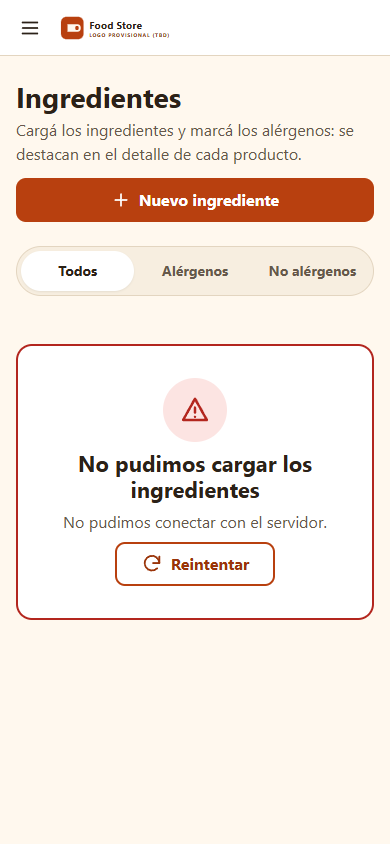 Food Store
LOGO PROVISIONAL (TBD)
Ingredientes
Cargá los ingredientes y marcá los alérgenos: se
destacan en el detalle de cada producto.
Nuevo ingrediente
Todos
Alérgenos
No alérgenos
No pudimos cargar los
ingredientes
No pudimos conectar con el servidor.
Reintentar